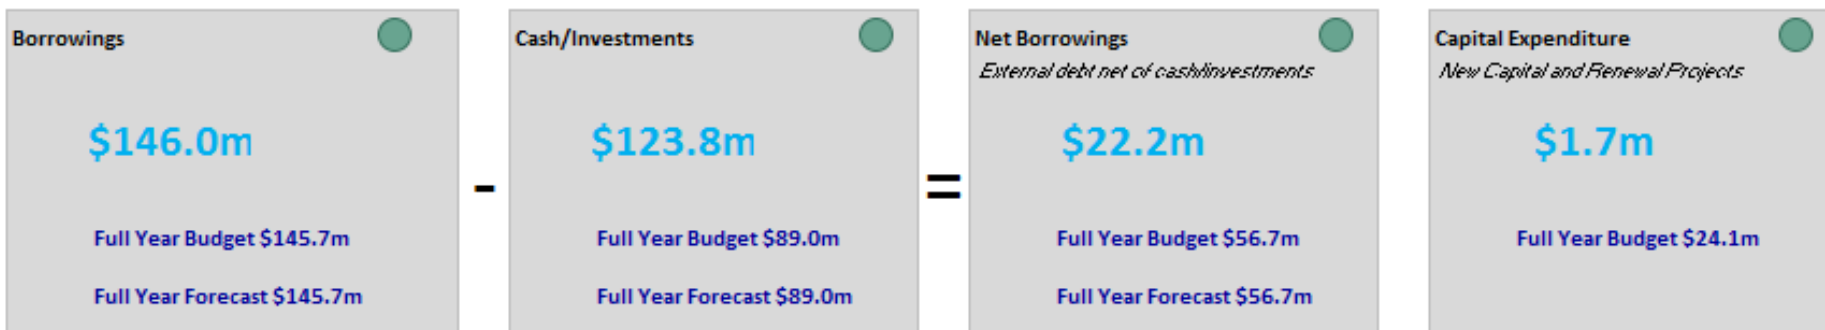 Borrowings
$146.0m
Full Year Budget $145.7m
Full Year Forecast $145.7m
-
Cash/Investments
$123.8m
Full Year Budget $89.0m
Full Year Forecast $89.0m
=
Net Borrowings
External debt net of cash/investments
$22.2m
Full Year Budget $56.7m
Full Year Forecast $56.7m
Capital Expenditure
New Capital and Renewal Projects
$1.7m
Full Year Budget $24.1m